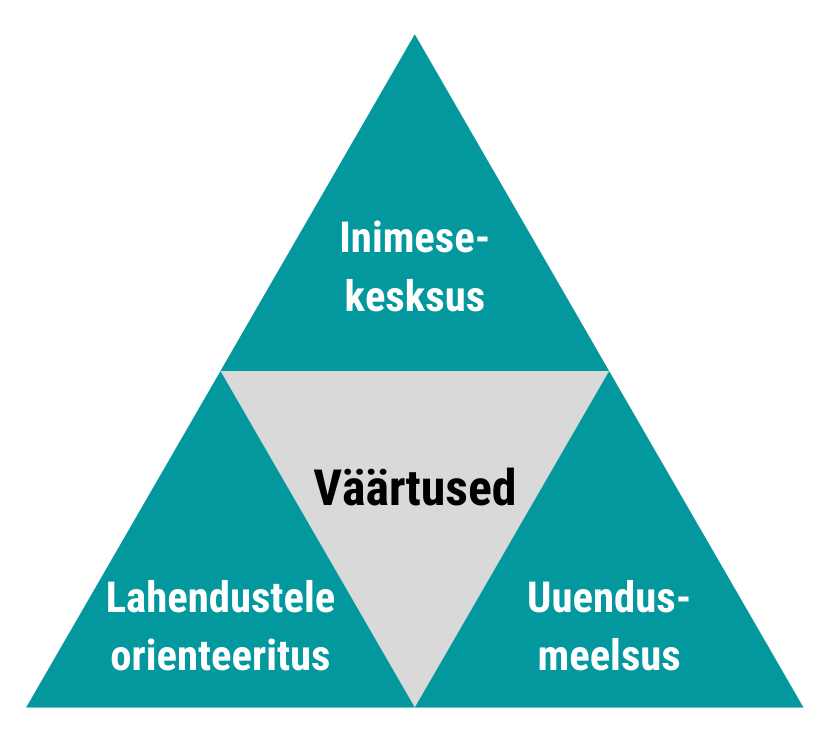 Inimese-
kesksus
Väärtused
Lahendustele
orienteeritus
Uuendus-
meelsus